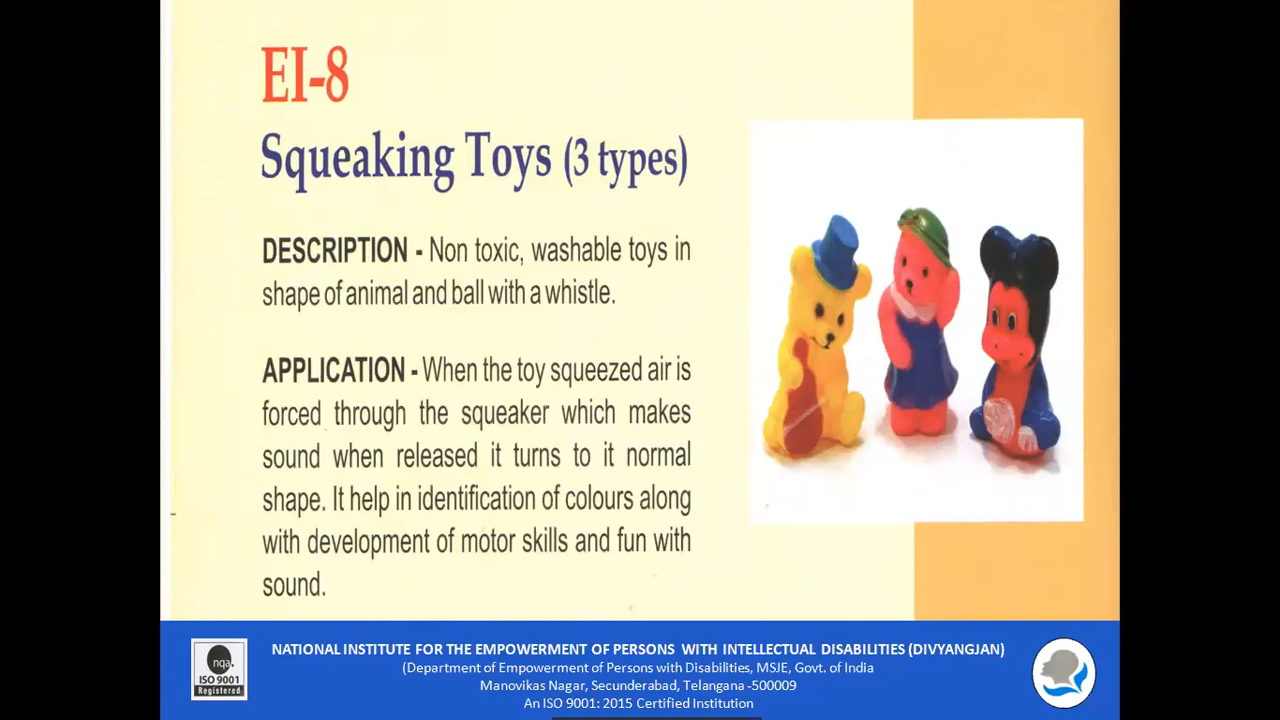 EI-8
Squeaking Toys (3 types)
DESCRIPTION - Non toxic, washable toys in
shape of animal and ball with a whistle.
APPLICATION - When the toy squeezed air is
forced through the squeaker which makes
sound when released it turns to it normal
shape. It help in identification of colours along
with development of motor skills and fun with
sound.
nqa.
ISO 9001
Registered
NATIONAL INSTITUTE FOR THE EMPOWERMENT OF PERSONS WITH INTELLECTUAL DISABILITIES (DIVYANGJAN)
(Department of Empowerment of Persons with Disabilities, MSJE, Govt. of India
Manovikas Nagar, Secunderabad, Telangana -500009
An ISO 9001: 2015 Certified Institution